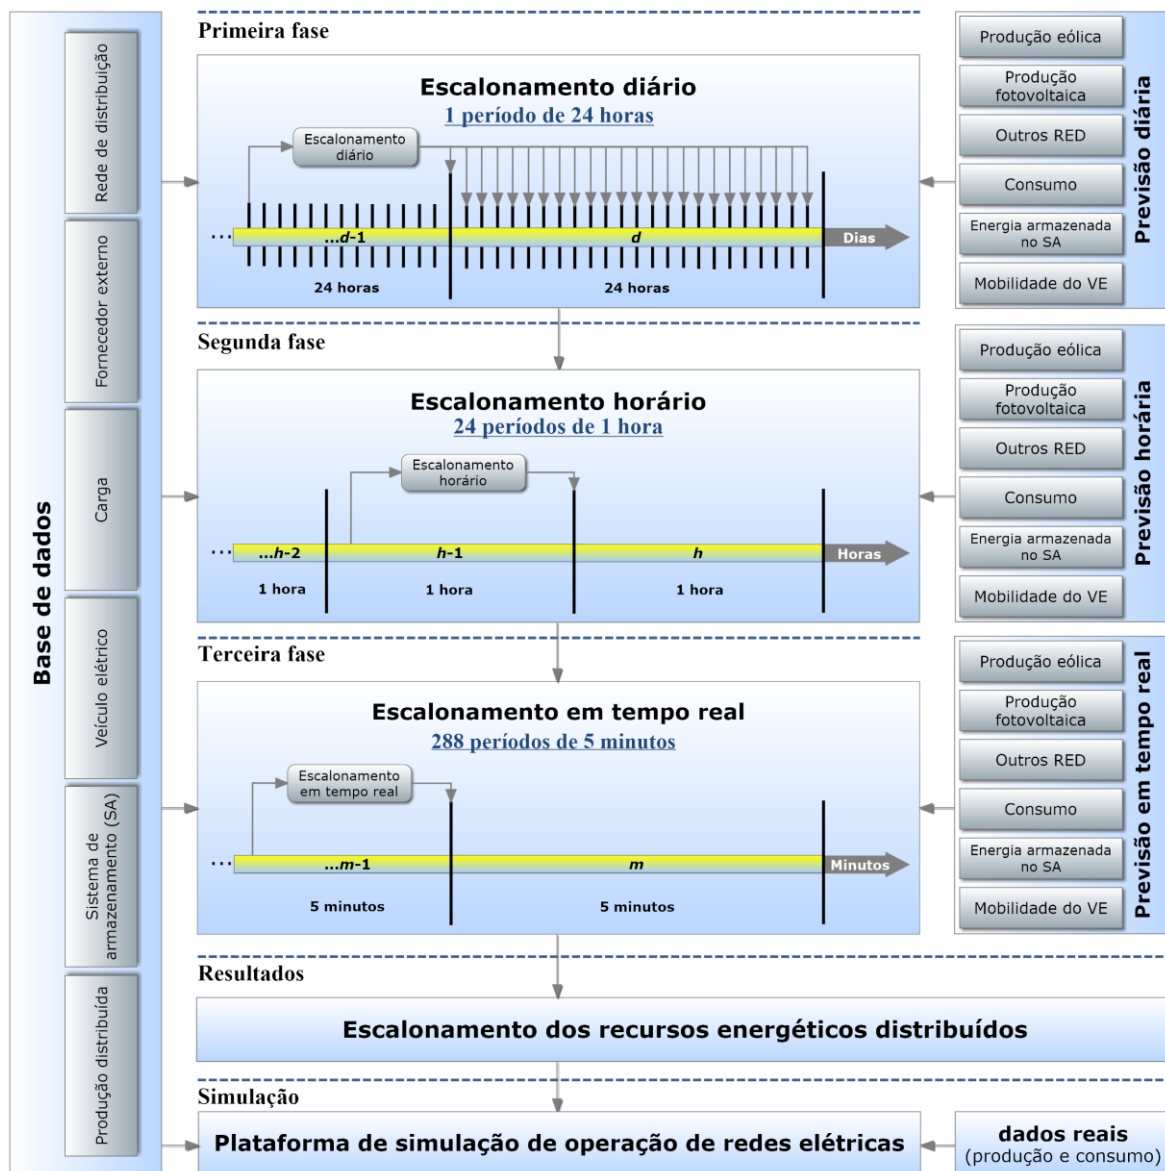 Base de dados
Rede de distribuição
Fornecedor externo
Carga
Veículo elétrico
Sistema de
armazenamento (SA)
Produção distribuída
Primeira fase
Escalonamento diário
1 período de 24 horas
Escalonamento
diário
...
...d-1
d
Dias
24 horas
24 horas
Produção eólica
Produção
fotovoltaica
Outros RED
Consumo
Energia armazenada
no SA
Mobilidade do VE
Previsão diária
Segunda fase
Escalonamento horário
24 períodos de 1 hora
Escalonamento
horário
...
...h-2
h-1
h
Horas
1 hora
1 hora
1 hora
Produção eólica
Produção
fotovoltaica
Outros RED
Consumo
Energia armazenada
no SA
Mobilidade do VE
Previsão horária
Terceira fase
Escalonamento em tempo real
288 períodos de 5 minutos
Escalonamento
em tempo real
...
...m-1
m
Minutos
5 minutos
5 minutos
Produção eólica
Produção
fotovoltaica
Outros RED
Consumo
Energia armazenada
no SA
Mobilidade do VE
Previsão em tempo real
Resultados
Escalonamento dos recursos energéticos distribuídos
Simulação
Plataforma de simulação de operação de redes elétricas
dados reais
(produção e consumo)